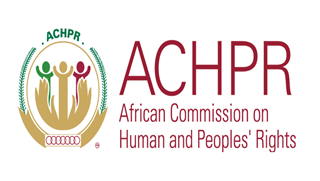 ACHPR
ACHPR
African Commission on
Human and Peoples' Rights
®